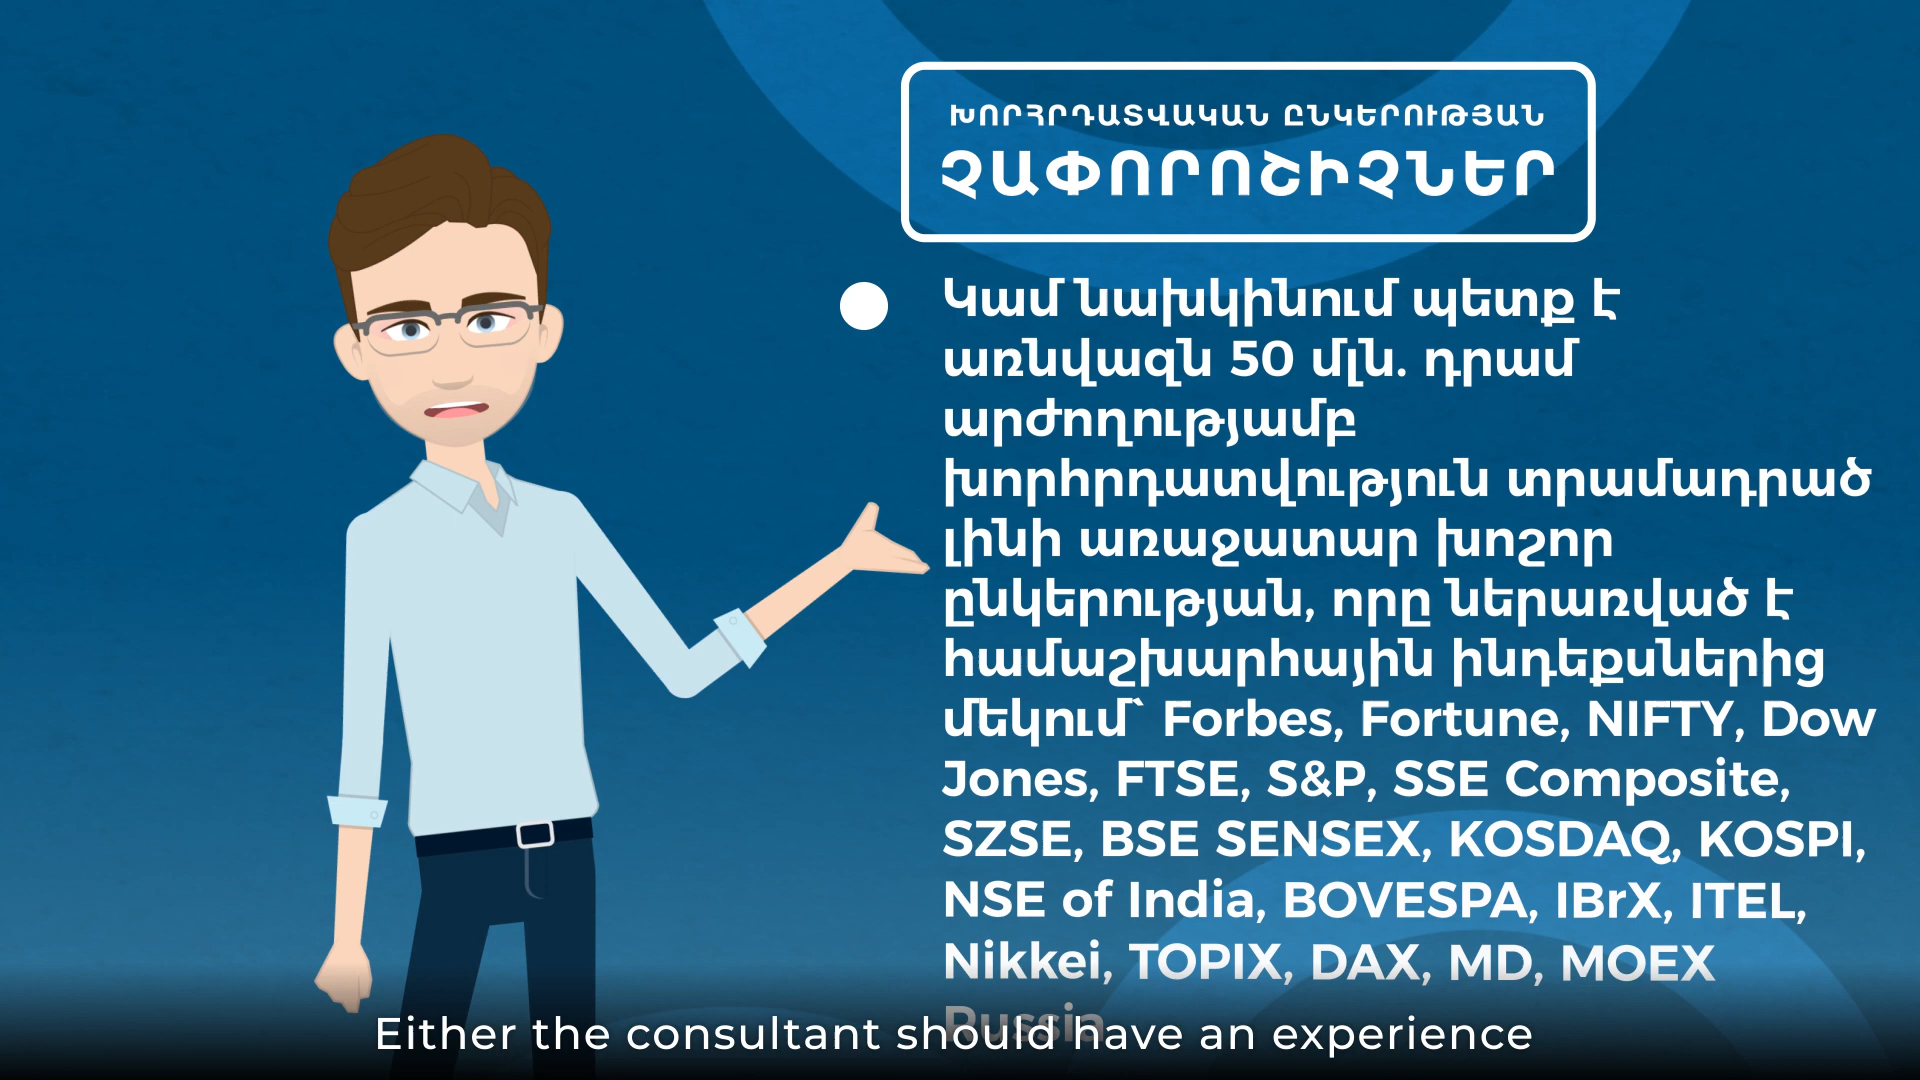 ԽՈՐՀՐԴԱՏՎԱԿԱՆ ԸՆԿԵՐՈՒԹՅԱՆ
ՉԱՓՈՐՈՇԻՉՆԵՐ
Կամ նախկինում պետք է
առնվազն 50 մլն. դրամ
արժողությամբ
խորհրդատվություն տրամադրած
լինի առաջատար խոշոր
ընկերության, որը ներառված է
համաշխարհային ինդեքսներից
մեկում՝ Forbes, Fortune, NIFTY, Dow
Jones, FTSE, S&P, SSE Composite,
SZSE, BSE SENSEX, KOSDAQ, KOSPI,
NSE of India, BOVESPA, IBrX, ITEL,
Nikkei, TOPIX, DAX, MD, MOEX
Russia
Either the consultant should have an experience